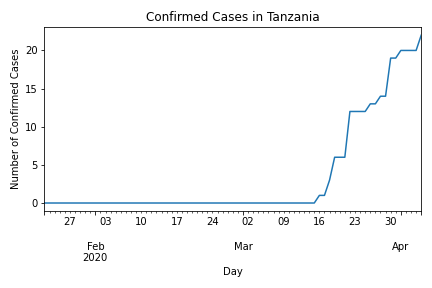 Confirmed Cases in Tanzania
Number of Confirmed Cases
20
15
10
5
0
27 03 10 17 24 02 09 16 23 30
Feb Mar Apr
2020
Day